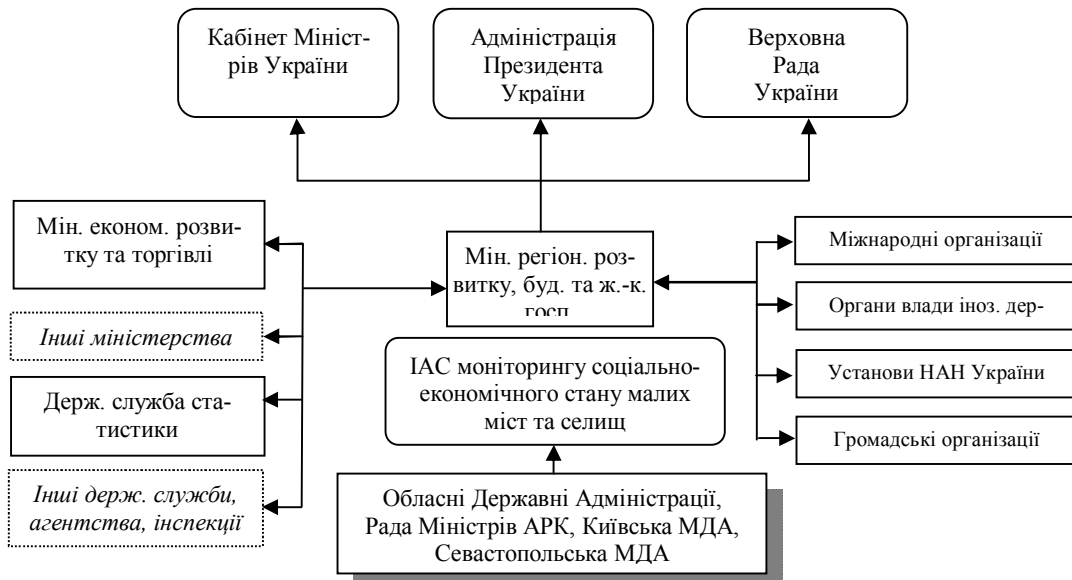 Кабінет Мініст-
рів України
Адміністрація
Президента
України
Верховна
Рада
України
Мін. економ. розви-
тку та торгівлі
Інші міністерства
Держ. служба ста-
тистики
Інші держ. служби,
агентства, інспекції
Мін. регіон. роз-
витку, буд. та ж.-к.
госп
ІАС моніторингу соціально-
економічного стану малих
міст та селищ
Обласні Державні Адміністрації,
Рада Міністрів АРК, Київська МДА,
Севастопольська МДА
Міжнародні організації
Органи влади іноз. дер-
Установи НАН України
Громадські організації